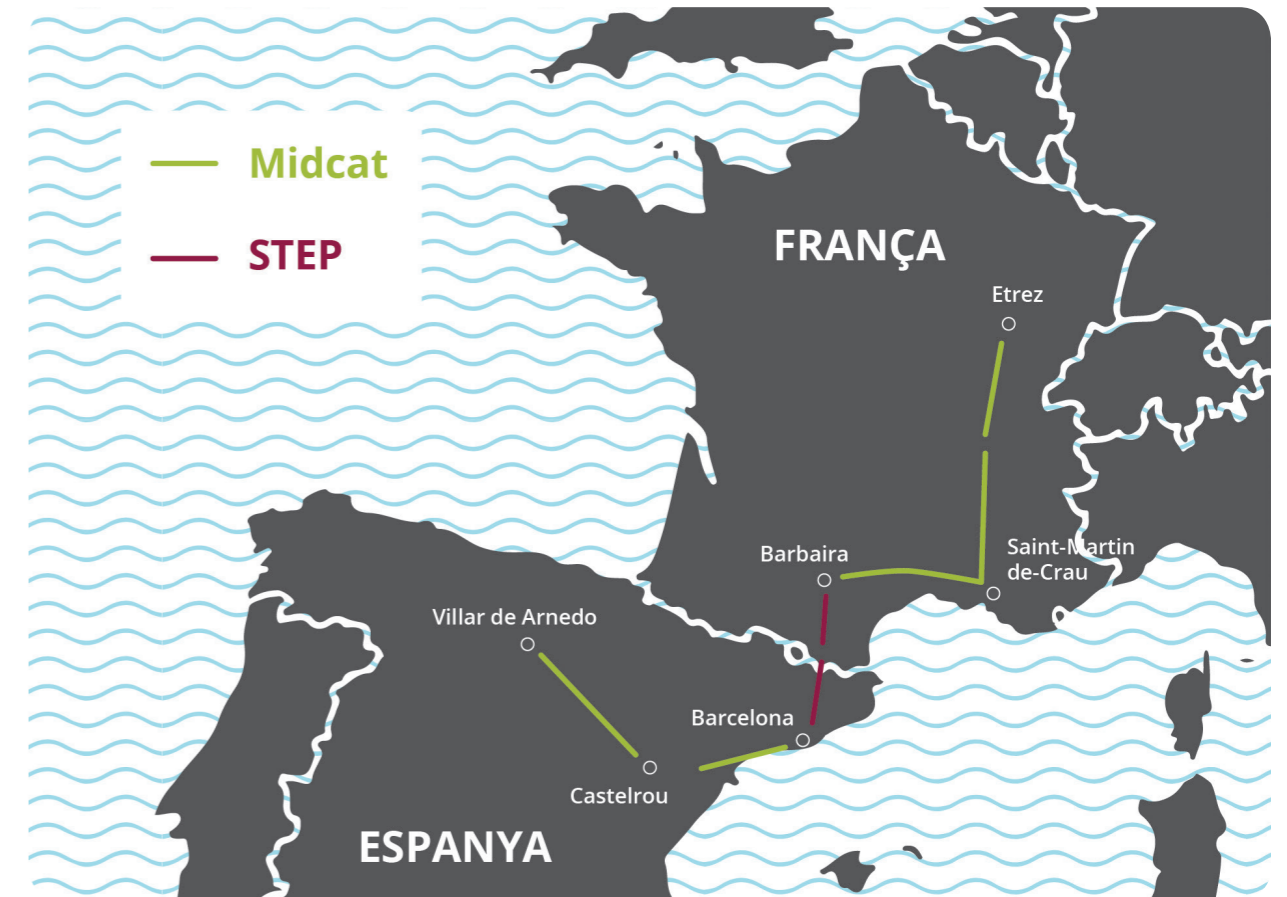 Midcat
STEP
FRANÇA
Etrez
Saint-Martin
de-Crau
Barbaira
Villar de Arnedo
Barcelona
Castelrou
ESPANYA